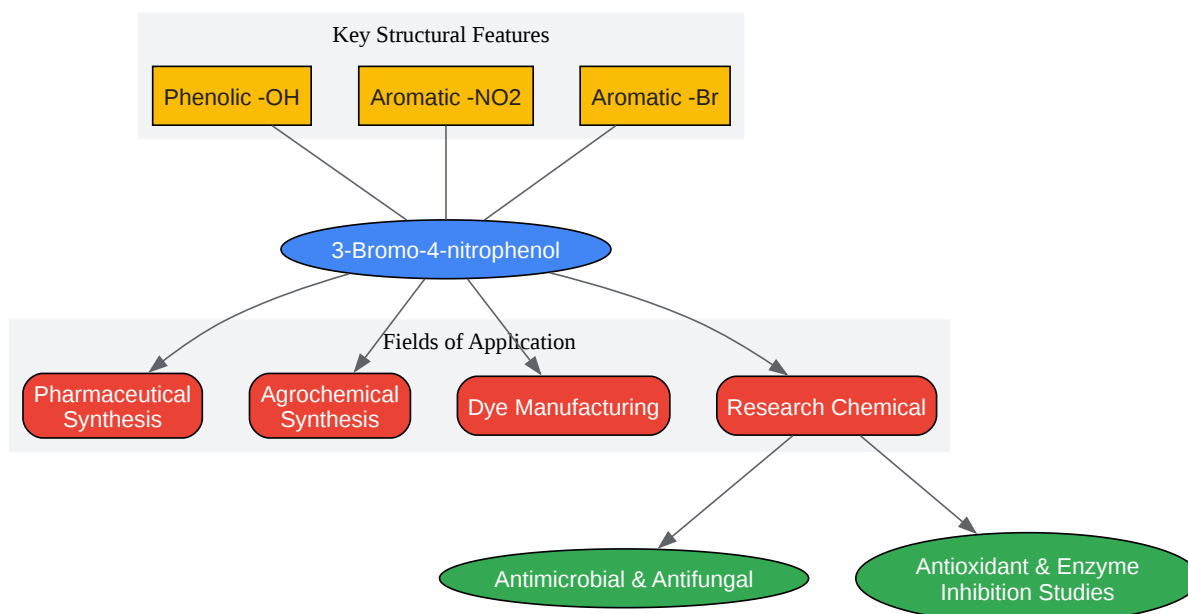 Key Structural Features
Phenolic -OH
Aromatic -NO2
Aromatic -Br
3-Bromo-4-nitrophenol
Fields of Application
Pharmaceutical
Synthesis
Agrochemical
Synthesis
Dye Manufacturing
Research Chemical
Antimicrobial & Antifungal
Antioxidant & Enzyme
Inhibition Studies